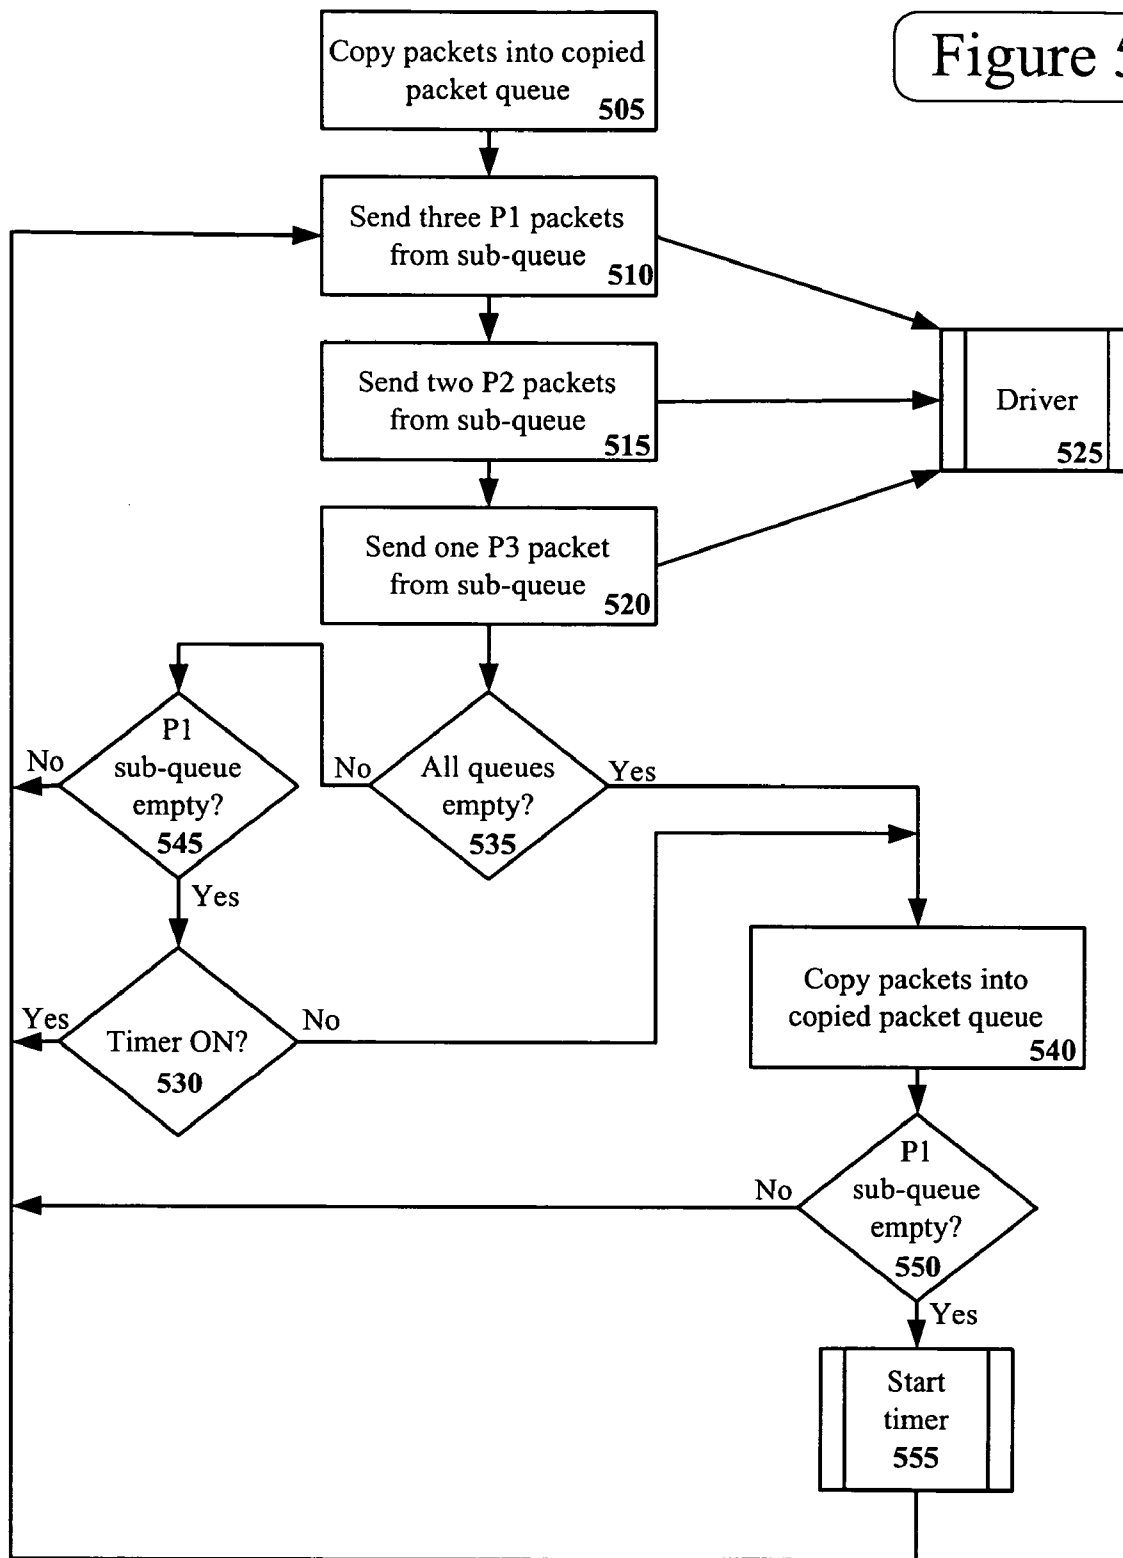 Figure 5
Copy packets into copied
packet queue
505
Send three P1 packets
from sub-queue
510
Send two P2 packets
from sub-queue
515
Driver
525
Send one P3 packet
from sub-queue
520
P1
sub-queue
empty?
545
No
Yes
All queues
empty?
535
No
Yes
Timer ON?
530
Yes
No
Copy packets into
copied packet queue
540
P1
sub-queue
empty?
550
No
Yes
Start
timer
555